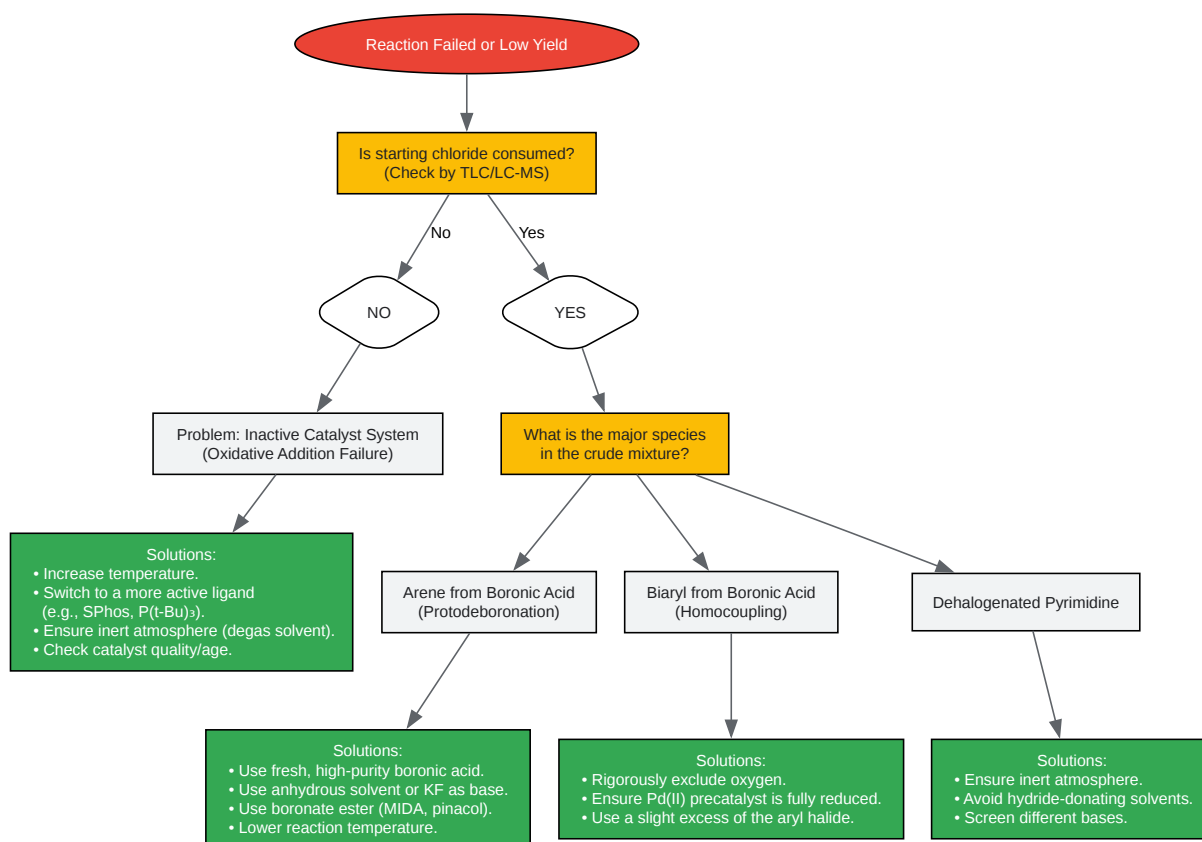 Reaction Failed or Low Yield
Is starting chloride consumed?
(Check by TLC/LC-MS)
No
Yes
NO
YES
Problem: Inactive Catalyst System
(Oxidative Addition Failure)
What is the major species
in the crude mixture?
Solutions:
• Increase temperature.
• Switch to a more active ligand
(e.g., SPhos, P(t-Bu)₃).
• Ensure inert atmosphere (degas solvent).
• Check catalyst quality/age.
Arene from Boronic Acid
(Protodeboronation)
Biaryl from Boronic Acid
(Homocoupling)
Dehalogenated Pyrimidine
Solutions:
• Use fresh, high-purity boronic acid.
• Use anhydrous solvent or KF as base.
• Use boronate ester (MIDA, pinacol).
• Lower reaction temperature.
Solutions:
• Rigorously exclude oxygen.
• Ensure Pd(II) precatalyst is fully reduced.
• Use a slight excess of the aryl halide.
Solutions:
• Ensure inert atmosphere.
• Avoid hydride-donating solvents.
• Screen different bases.